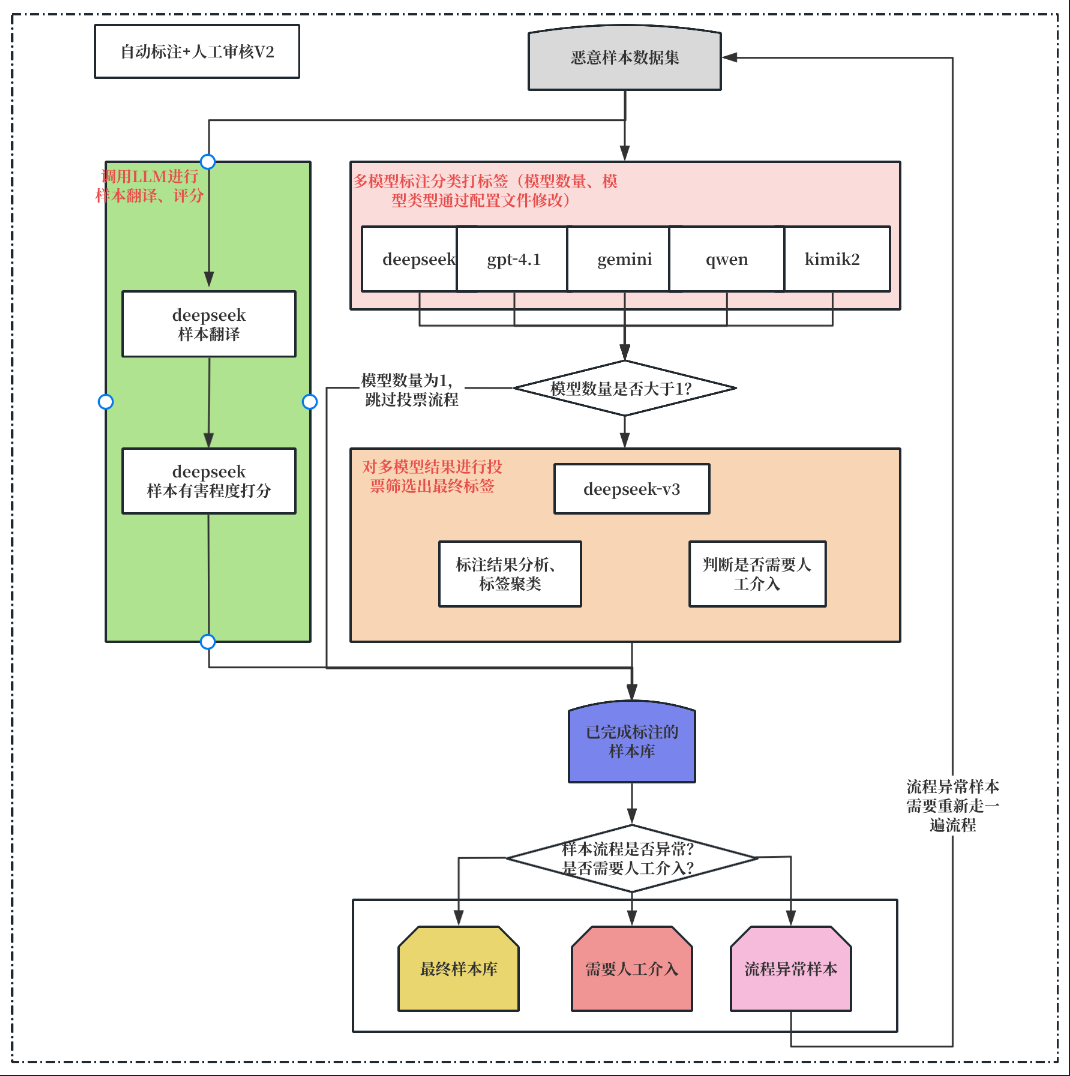 自动标注+人工审核V2
恶意样本数据集
调用LLM进行
样本翻译、评分
多模型标注分类打标签（模型数量、模
型类型通过配置文件修改）
deepseek
gpt-4.1
gemini
qwen
kimik2
deepseek
样本翻译
模型数量为1，
跳过投票流程
模型数量是否大于1？
deepseek
样本有害程度打分
对多模型结果进行投
票筛选出最终标签
deepseek-v3
标注结果分析、
标签聚类
判断是否需要人
工介入
已完成标注的
样本库
流程异常样本
需要重新走一
遍流程
样本流程是否异常？
是否需要人工介入？
最终样本库
需要人工介入
流程异常样本